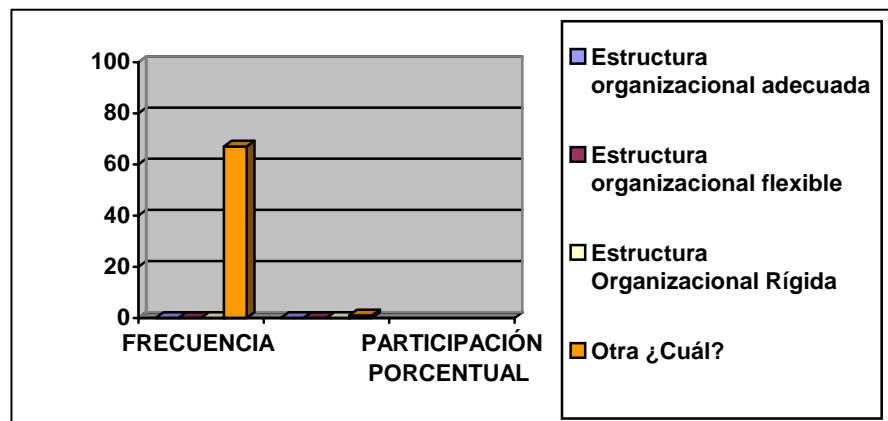 100
80
60
40
20
0
FRECUENCIA
PARTICIPACIÓN
PORCENTUAL
Estructura
organizacional adecuada
Estructura
organizacional flexible
Estructura
Organizacional Rígida
Otra ¿Cuál?